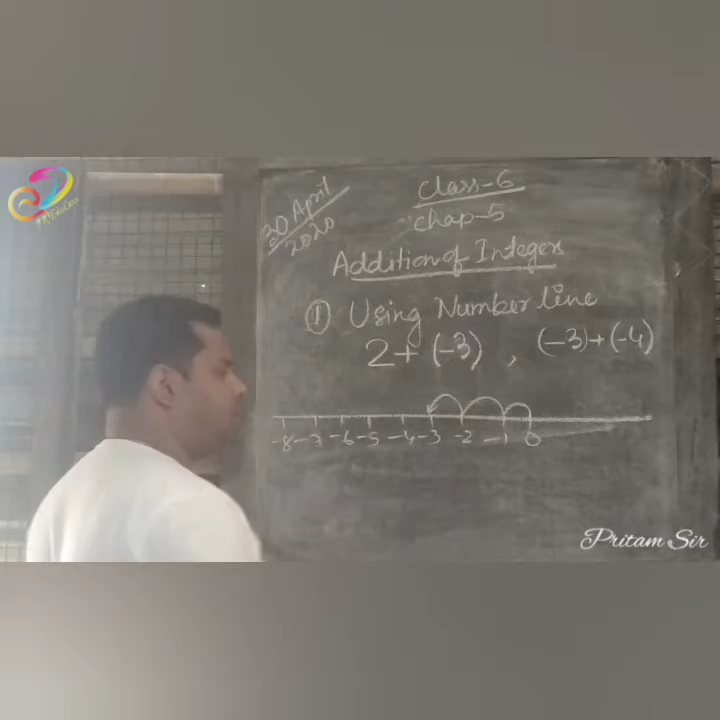 30 April
2020
Class-6
Chap-5
Addition of Integers
① Using Number line
2+(-3) , (-3)+(-4)
-8 -7 -6 -5 -4 -3 -2 -1 0
Pritam Sir